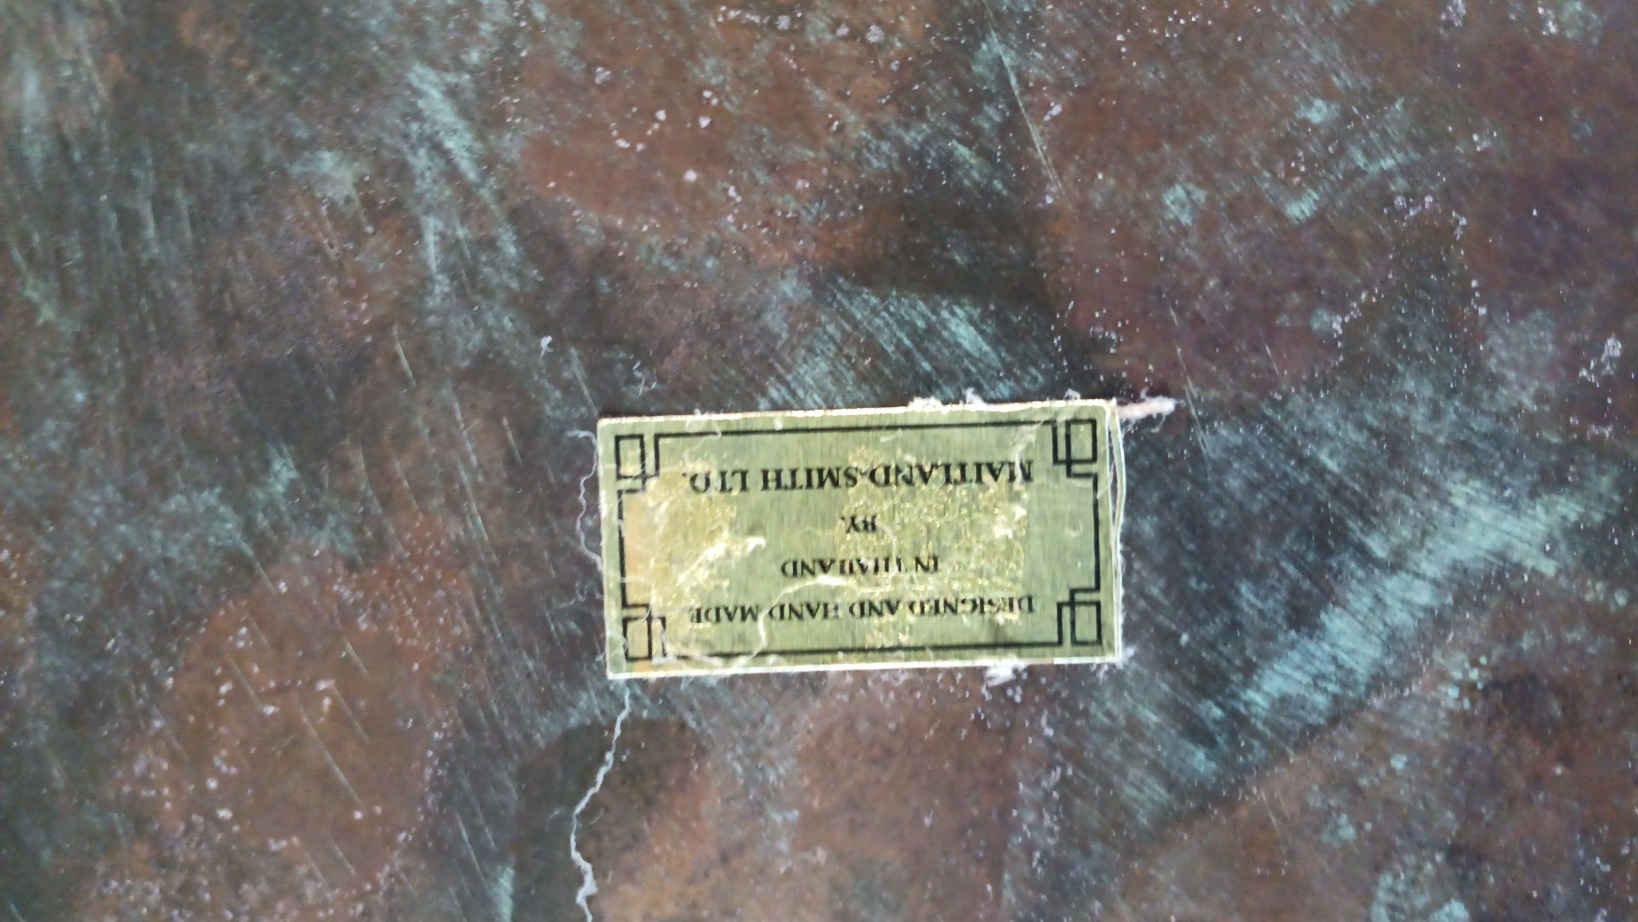 DESIGNED AND HAND MADE
IN THAILAND
BY.
MAITLAND-SMITH LTD.